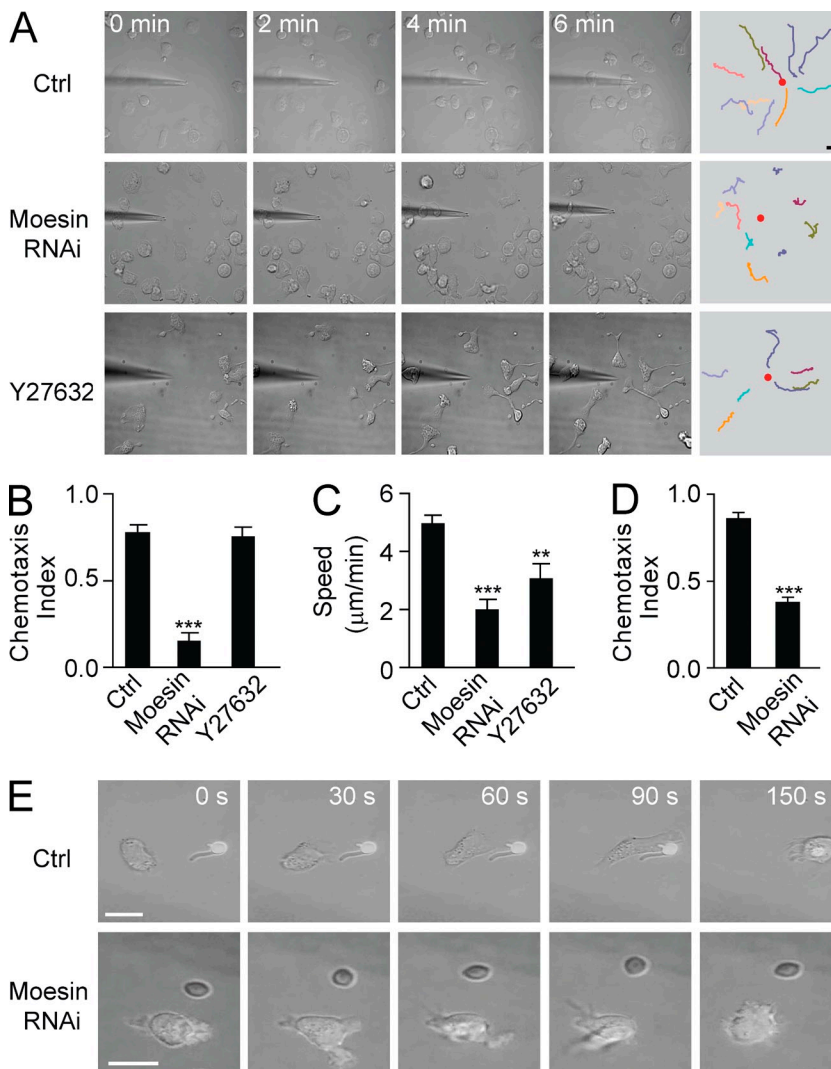 A
0 min
2 min
4 min
6 min
Ctrl
Moesin
RNAi
Y27632
B
Chemotaxis
Index
1.0
0.5
0.0
***
Ctrl
Moesin
RNAi
Y27632
C
Speed
(μm/min)
6
4
2
0
***
**
Ctrl
Moesin
RNAi
Y27632
D
Chemotaxis
Index
1.0
0.5
0.0
***
Ctrl
Moesin
RNAi
E
0 s
30 s
60 s
90 s
150 s
Ctrl
Moesin
RNAi